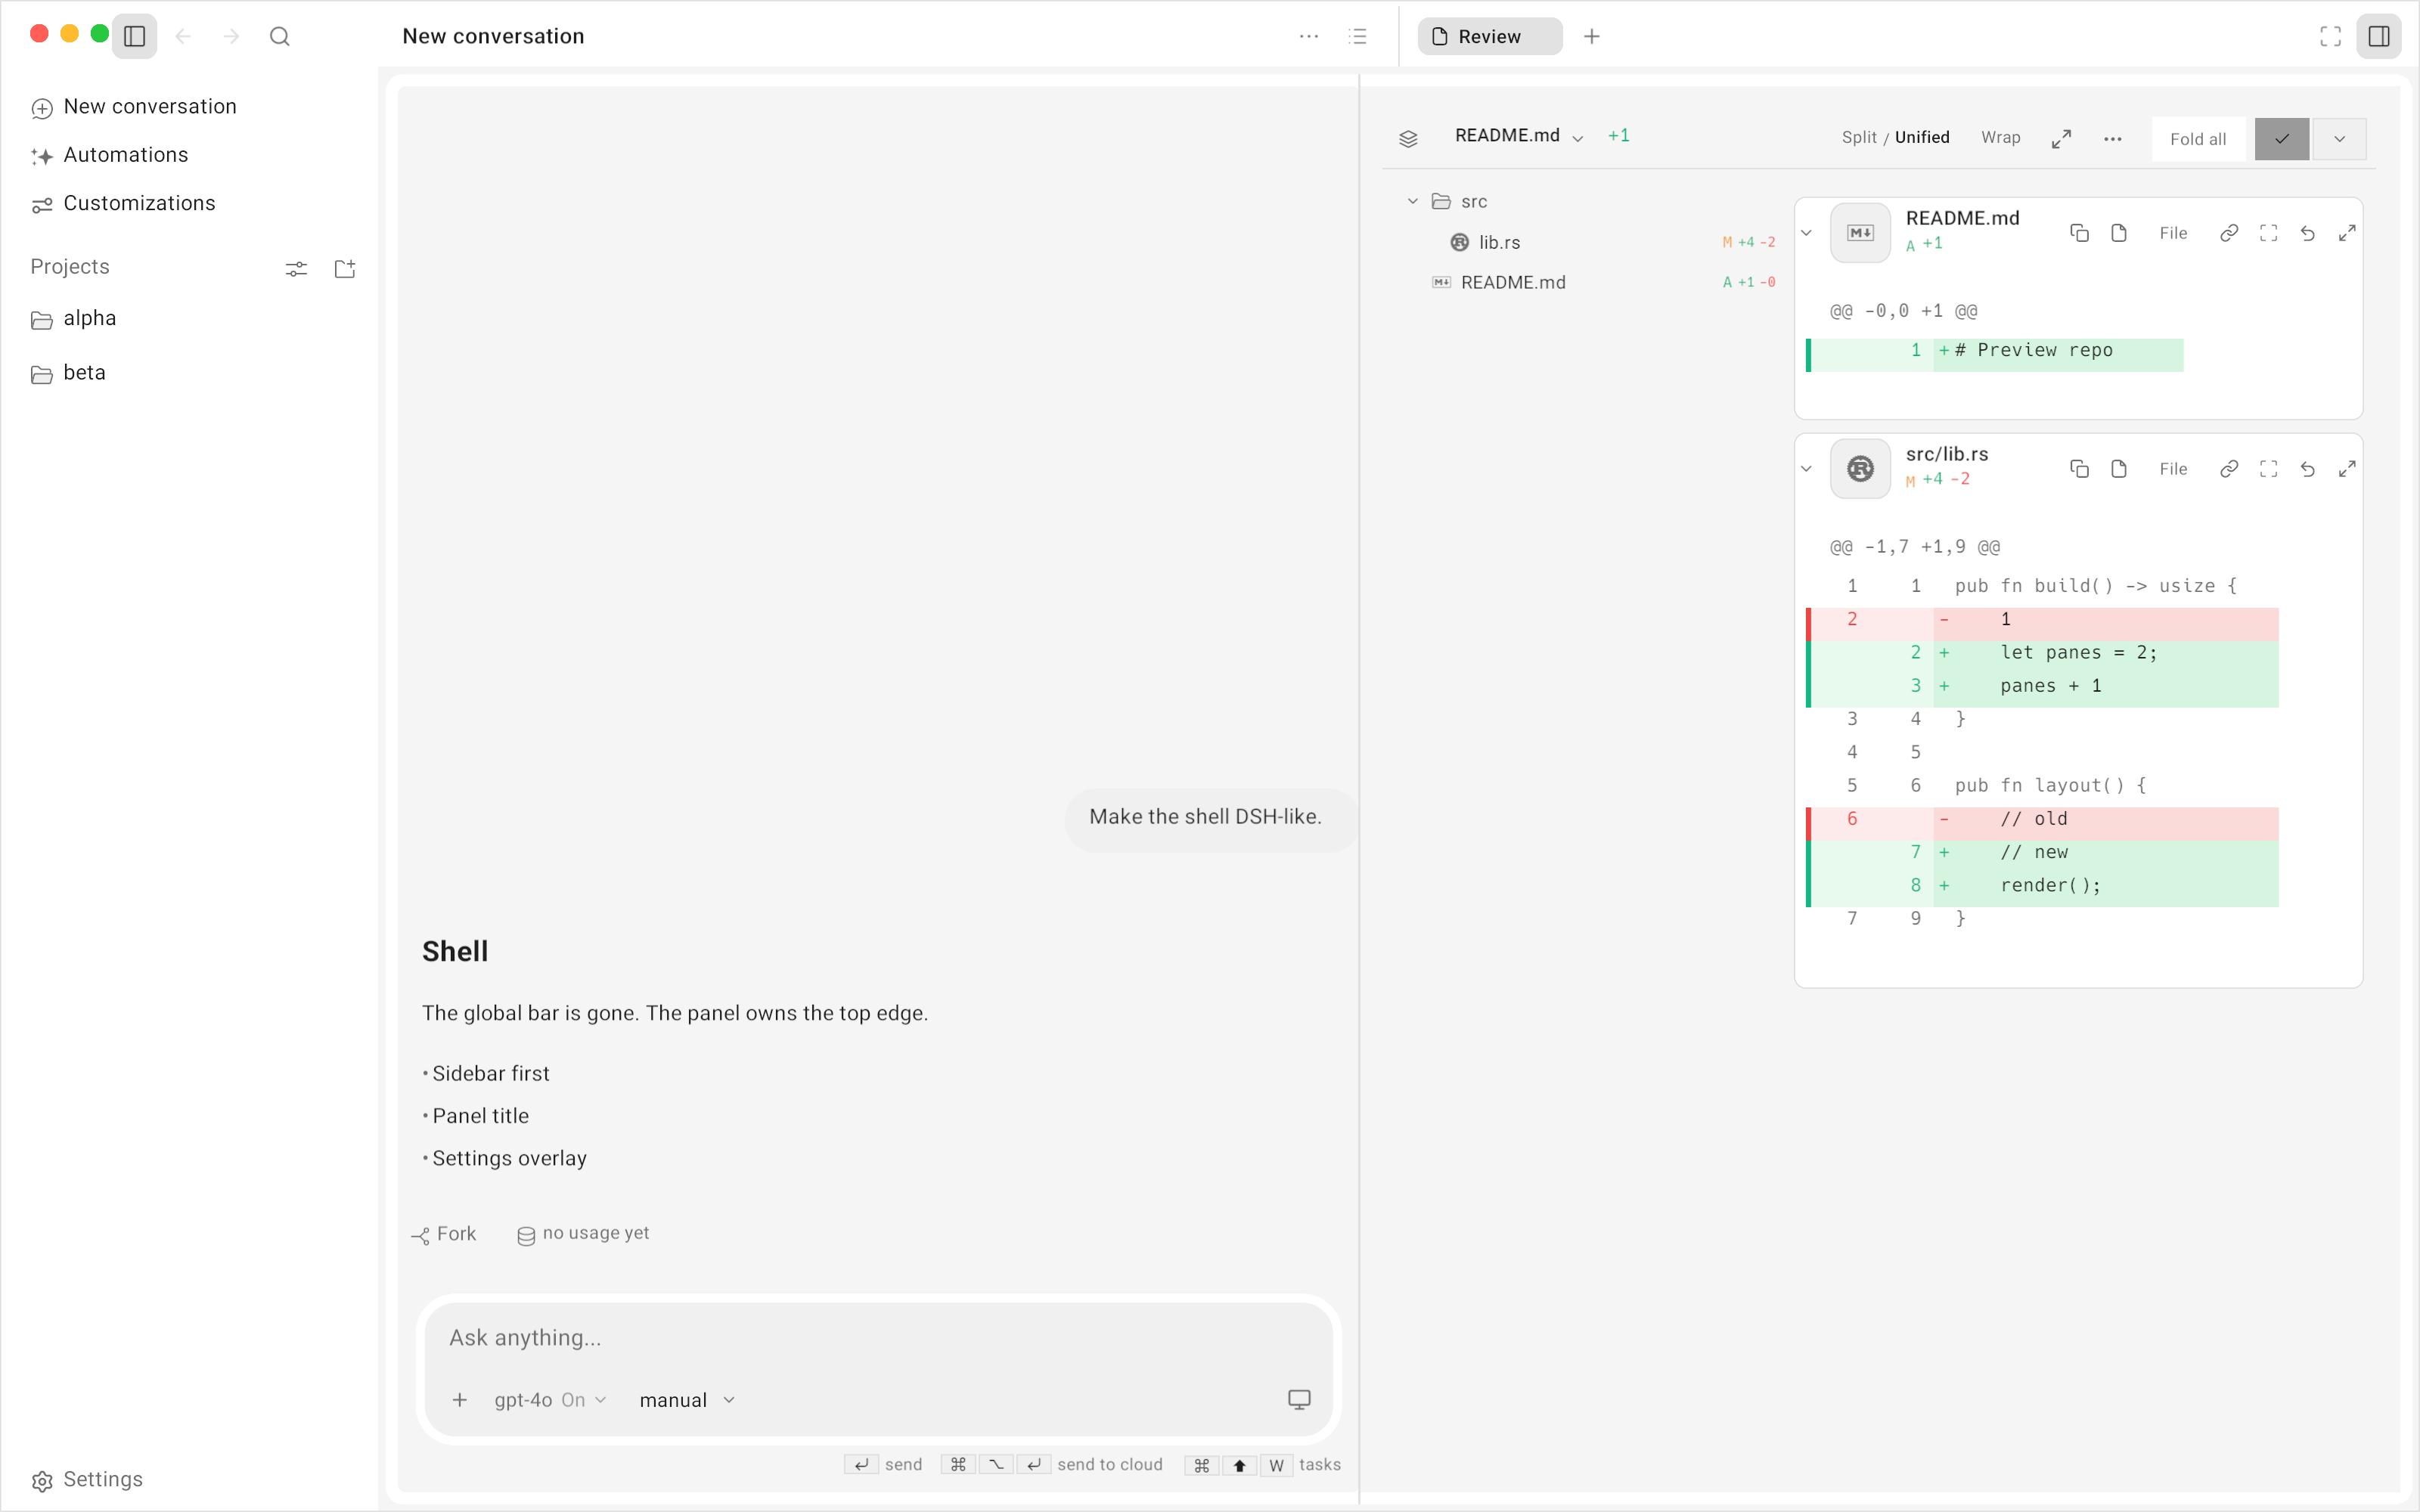 New conversation
Review
New conversation
Automations
Customizations
Projects
alpha
beta
Settings
Make the shell DSH-like.
Shell
The global bar is gone. The panel owns the top edge.
• Sidebar first
• Panel title
• Settings overlay
Fork no usage yet
Ask anything...
gpt-4o On manual
send ⌘ ⌥ send to cloud ⌘ W tasks
README.md +1 Split / Unified Wrap Fold all
src
lib.rs M +4 -2
README.md A +1 -0
README.md
A +1
File
@@ -0,0 +1 @@
1 +# Preview repo
src/lib.rs
M +4 -2
File
@@ -1,7 +1,9 @@
1 1 pub fn build() -> usize {
2 - 1
2 + let panes = 2;
3 + panes + 1
3 4 }
4 5
5 6 pub fn layout() {
6 - // old
7 + // new
8 + render();
7 9 }